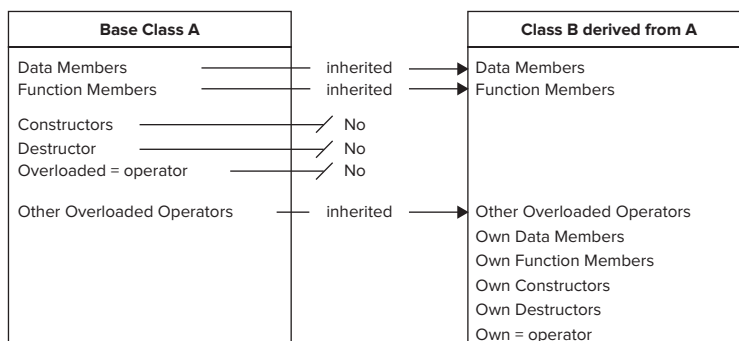 Base Class A Class B derived from A
Data Members inherited Data Members
Function Members inherited Function Members
Constructors No
Destructor No
Overloaded = operator No
Other Overloaded Operators inherited Other Overloaded Operators
Own Data Members
Own Function Members
Own Constructors
Own Destructors
Own = operator